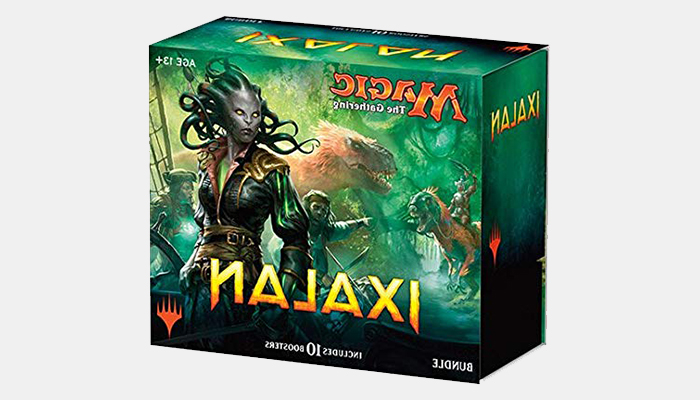 IXALAN
AGE 13+
MAGIC
The Gathering
IXALAN
INCLUDES 10 BOOSTERS
BUNDLE
IXALAN